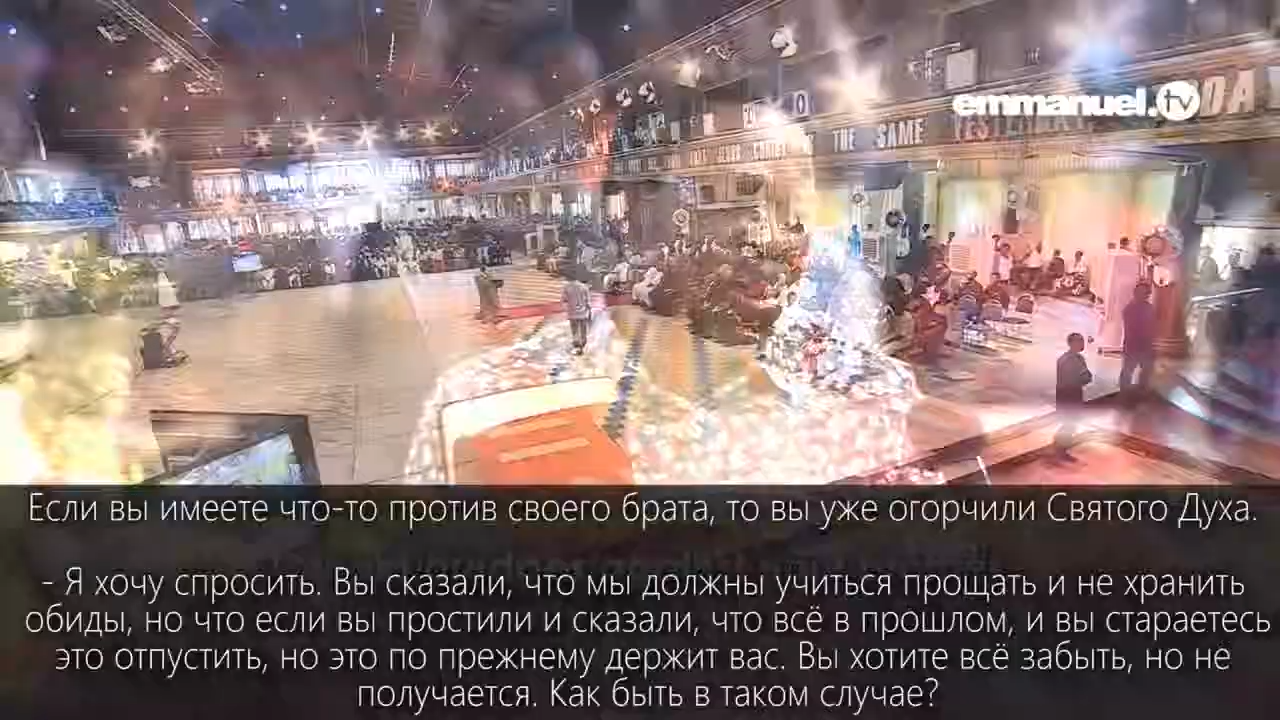 emmanuel.tv
THE SAME
Если вы имеете что-то против своего брата, то вы уже огорчили Святого Духа.
- Я хочу спросить. Вы сказали, что мы должны учиться прощать и не хранить
обиды, но что если вы простили и сказали, что всё в прошлом, и вы стараетесь
это отпустить, но это по прежнему держит вас. Вы хотите всё забыть, но не
получается. Как быть в таком случае?